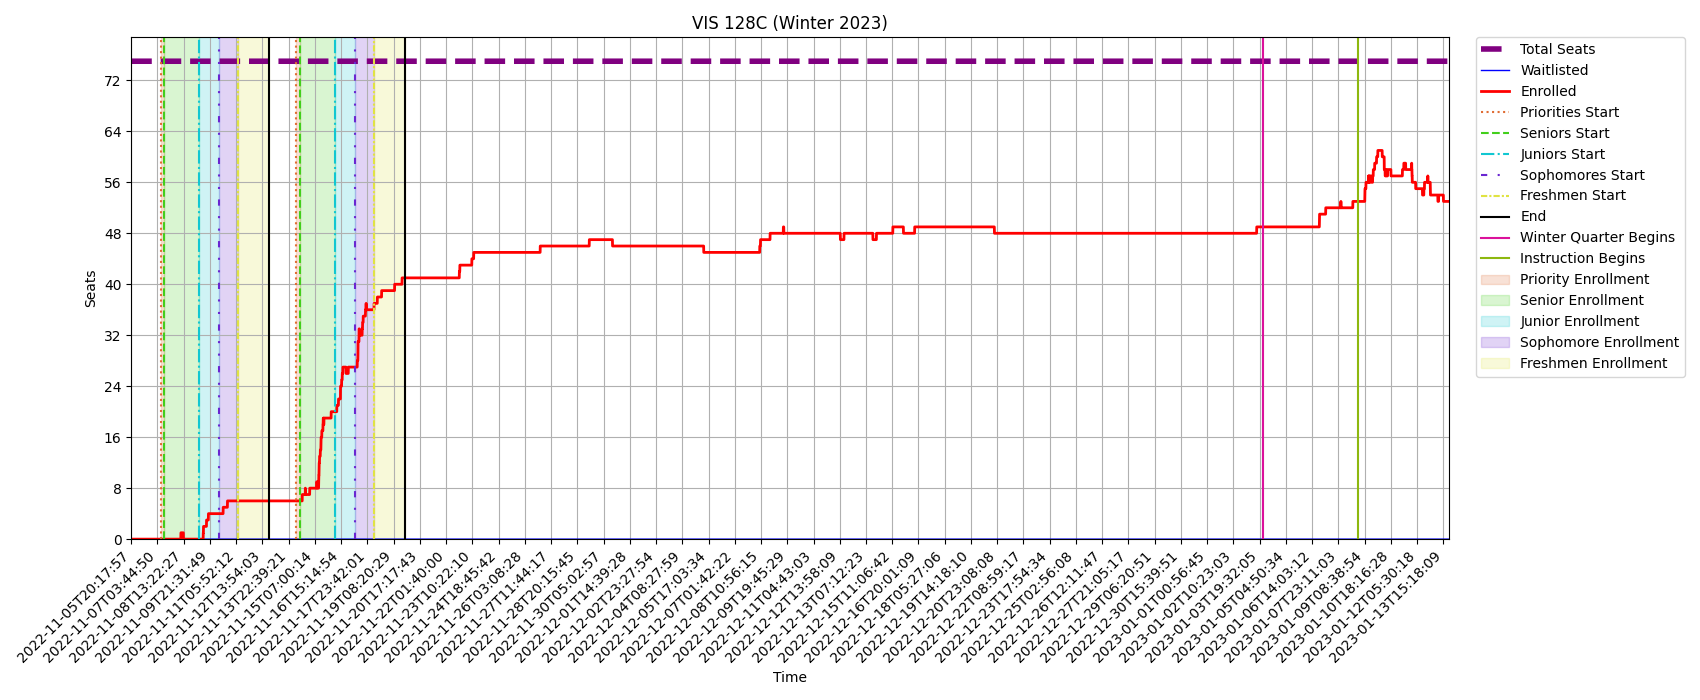 VIS 128C (Winter 2023)
Seats
72
64
56
48
40
32
24
16
8
0
2022-11-05T20:17:57
2022-11-07T03:44:50
2022-11-08T13:22:27
2022-11-09T21:31:49
2022-11-11T05:52:12
2022-11-12T13:54:03
2022-11-13T22:39:21
2022-11-15T07:00:14
2022-11-16T15:14:54
2022-11-17T23:42:01
2022-11-19T08:20:29
2022-11-20T17:17:43
2022-11-22T01:40:00
2022-11-23T10:22:10
2022-11-24T18:45:42
2022-11-26T03:08:28
2022-11-27T11:44:17
2022-11-28T20:15:45
2022-11-30T05:02:57
2022-12-01T14:39:28
2022-12-02T23:27:54
2022-12-04T08:27:59
2022-12-05T17:03:34
2022-12-07T01:42:22
2022-12-08T10:56:15
2022-12-09T19:45:29
2022-12-11T04:43:03
2022-12-12T13:58:09
2022-12-13T17:12:23
2022-12-15T11:06:42
2022-12-16T20:01:09
2022-12-18T05:27:06
2022-12-19T14:18:10
2022-12-20T23:08:08
2022-12-22T08:59:17
2022-12-23T17:54:34
2022-12-25T02:56:08
2022-12-26T12:11:47
2022-12-27T21:05:17
2022-12-29T06:20:51
2022-12-30T15:39:51
2023-01-01T00:56:45
2023-01-02T10:23:03
2023-01-03T19:32:05
2023-01-05T04:50:34
2023-01-06T14:03:12
2023-01-07T23:11:03
2023-01-09T08:38:54
2023-01-10T18:16:28
2023-01-12T05:30:18
2023-01-13T15:18:09
Time
Total Seats
Waitlisted
Enrolled
Priorities Start
Seniors Start
Juniors Start
Sophomores Start
Freshmen Start
End
Winter Quarter Begins
Instruction Begins
Priority Enrollment
Senior Enrollment
Junior Enrollment
Sophomore Enrollment
Freshmen Enrollment